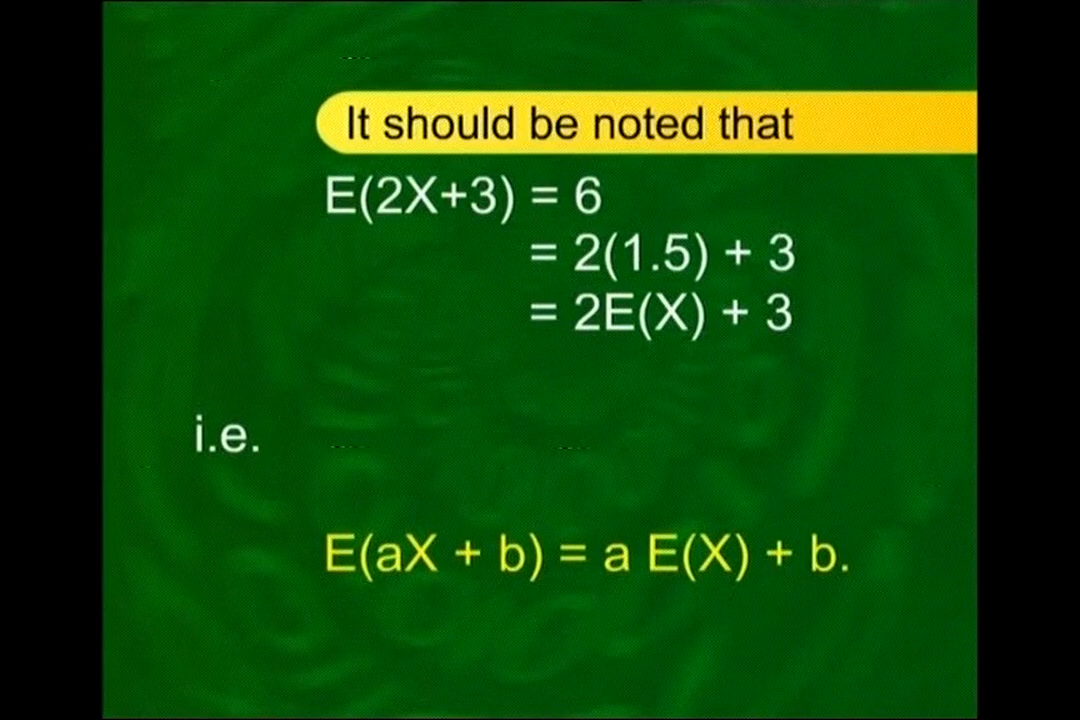 It should be noted that
E(2X+3) = 6
= 2(1.5) + 3
= 2E(X) + 3
i.e.
E(aX + b) = a E(X) + b.